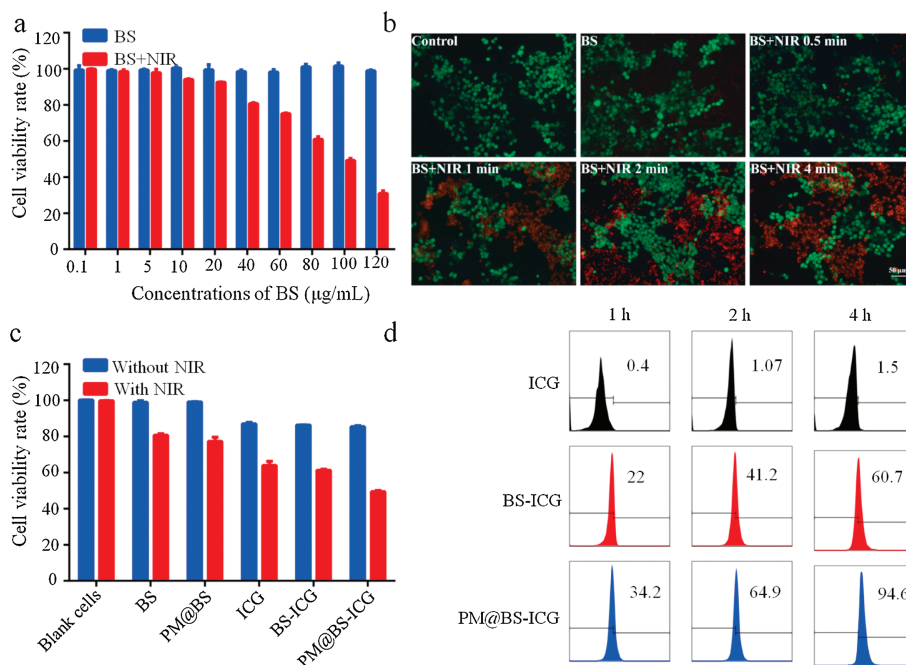 a
120
100
80
60
40
20
0
Cell viability rate (%)
BS
BS+NIR
0.1 1 5 10 20 40 60 80 100 120
Concentrations of BS (μg/mL)
b
Control
BS
BS+NIR 0.5 min
BS+NIR 1 min
BS+NIR 2 min
BS+NIR 4 min
50 μm
c
120
100
80
60
40
20
0
Cell viability rate (%)
Without NIR
With NIR
Blank cells
BS
PM@BS
ICG
BS-ICG
PM@BS-ICG
d
1 h 2 h 4 h
ICG 0.4 1.07 1.5
BS-ICG 22 41.2 60.7
PM@BS-ICG 34.2 64.9 94.6